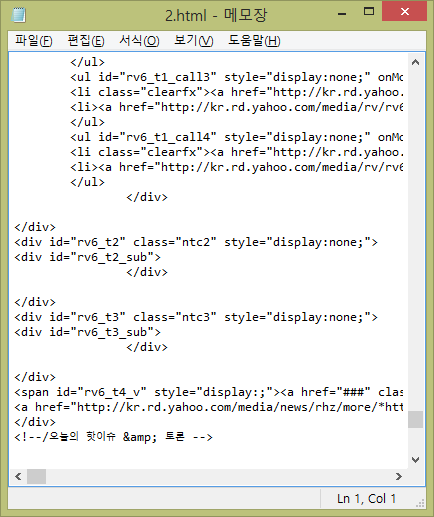 2.html - 메모장
파일(F) 편집(E) 서식(O) 보기(V) 도움말(H)
</ul>
<ul id="rv6_t1_call3" style="display:none;" onMo
<li class="clearfx"><a href="http://kr.rd.yahoo.
<li><a href="http://kr.rd.yahoo.com/media/rv/rv6
</ul>
<ul id="rv6_t1_call4" style="display:none;" onMo
<li class="clearfx"><a href="http://kr.rd.yahoo.
<li><a href="http://kr.rd.yahoo.com/media/rv/rv6
</ul>
</div>
</div>
<div id="rv6_t2" class="ntc2" style="display:none;">
<div id="rv6_t2_sub">
</div>
</div>
<div id="rv6_t3" class="ntc3" style="display:none;">
<div id="rv6_t3_sub">
</div>
</div>
<span id="rv6_t4_v" style="display:;"><a href="###" clas
<a href="http://kr.rd.yahoo.com/media/news/rhz/more/*htt
</div>
<!--/오늘의 핫이슈 &amp; 토론 -->
Ln 1, Col 1